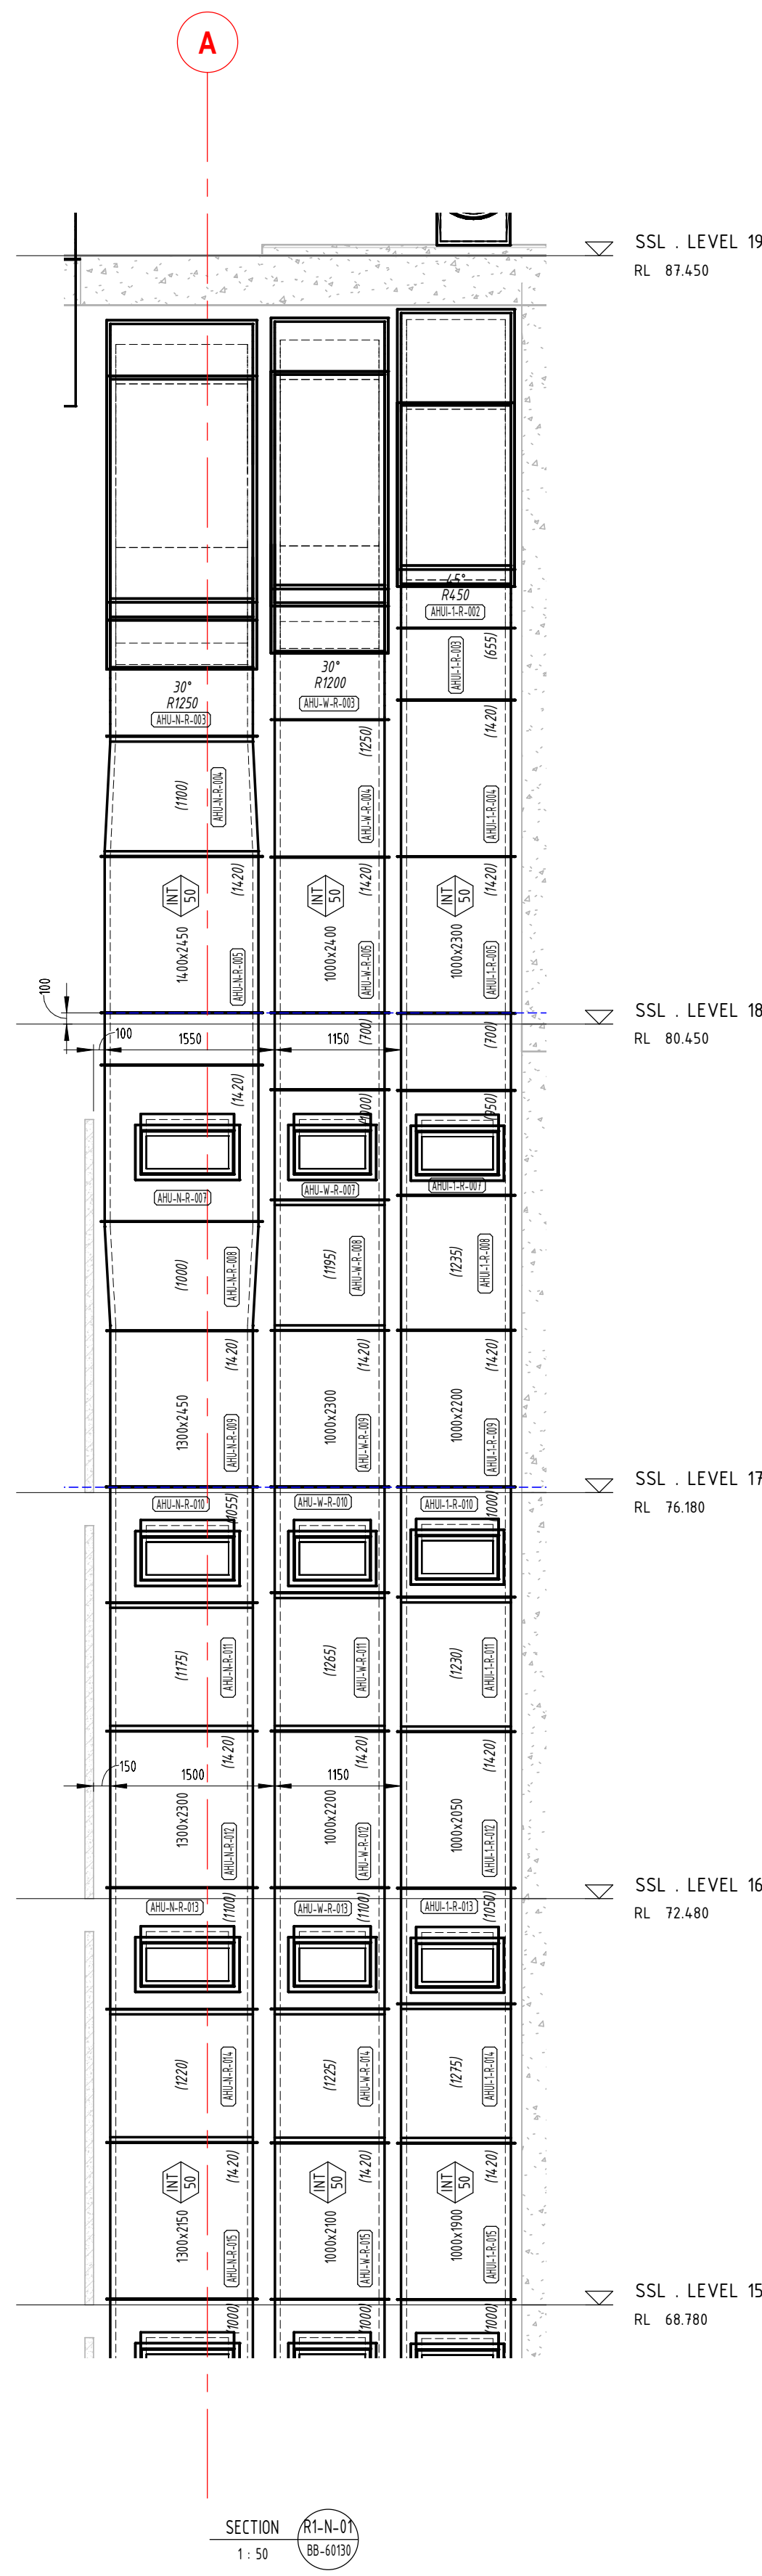 A
SSL . LEVEL 19
RL 87.450
45°
R450
AHUI-1-R-002
(655)
AHUI-1-R-003
30°
R1250
AHU-N-R-003
30°
R1200
AHU-W-R-003
(1100)
AHU-N-R-004
(1250)
AHU-W-R-004
(1420)
AHUI-1-R-004
INT
50
(1420)
1400x2450
AHU-N-R-005
INT
50
(1420)
1000x2400
AHU-W-R-005
INT
50
(1420)
1000x2300
AHUI-1-R-005
100
SSL . LEVEL 18
RL 80.450
100
1550
1150
(700)
(700)
(1420)
(1000)
(950)
AHU-N-R-007
AHU-W-R-007
AHUI-1-R-007
(1000)
AHU-N-R-008
(1195)
AHU-W-R-008
(1235)
AHUI-1-R-008
(1420)
1300x2450
AHU-N-R-009
(1420)
1000x2300
AHU-W-R-009
(1420)
1000x2200
AHUI-1-R-009
SSL . LEVEL 17
RL 76.180
AHU-N-R-010
(1055)
AHU-W-R-010
AHUI-1-R-010
(1000)
(1175)
AHU-N-R-011
(1265)
AHU-W-R-011
(1230)
AHUI-1-R-011
150
1500
1150
(1420)
1300x2300
AHU-N-R-012
(1420)
1000x2200
AHU-W-R-012
(1420)
1000x2050
AHUI-1-R-012
SSL . LEVEL 16
RL 72.480
AHU-N-R-013
(1100)
AHU-W-R-013
(1100)
AHUI-1-R-013
(1050)
(1220)
AHU-N-R-014
(1225)
AHU-W-R-014
(1275)
AHUI-1-R-014
INT
50
(1420)
1300x2150
AHU-N-R-015
INT
50
(1420)
1000x2100
AHU-W-R-015
INT
50
(1420)
1000x1900
AHUI-1-R-015
SSL . LEVEL 15
RL 68.780
(1000)
(1000)
(1000)
SECTION
1 : 50
R1-N-01
BB-60130